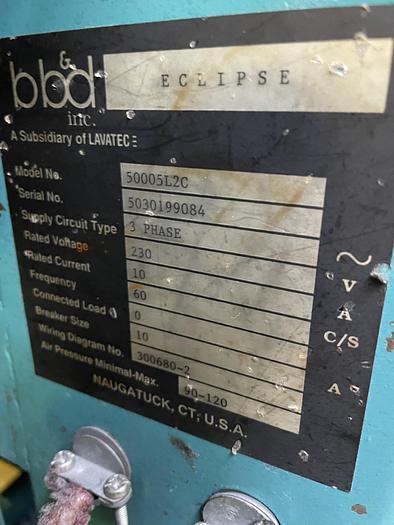 b&bd
inc.
ECLIPSE
A Subsidiary of LAVATEC
Model No. 50005L2C
Serial No. 5030199084
Supply Circuit Type 3 PHASE ~
Rated Voltage 230 V
Rated Current 10 A
Frequency 60 C/S
Connected Load 0
Breaker Size 10 A
Wiring Diagram No. 300680-2
Air Pressure Minimal-Max. 90-120
NAUGATUCK, CT, U.S.A.